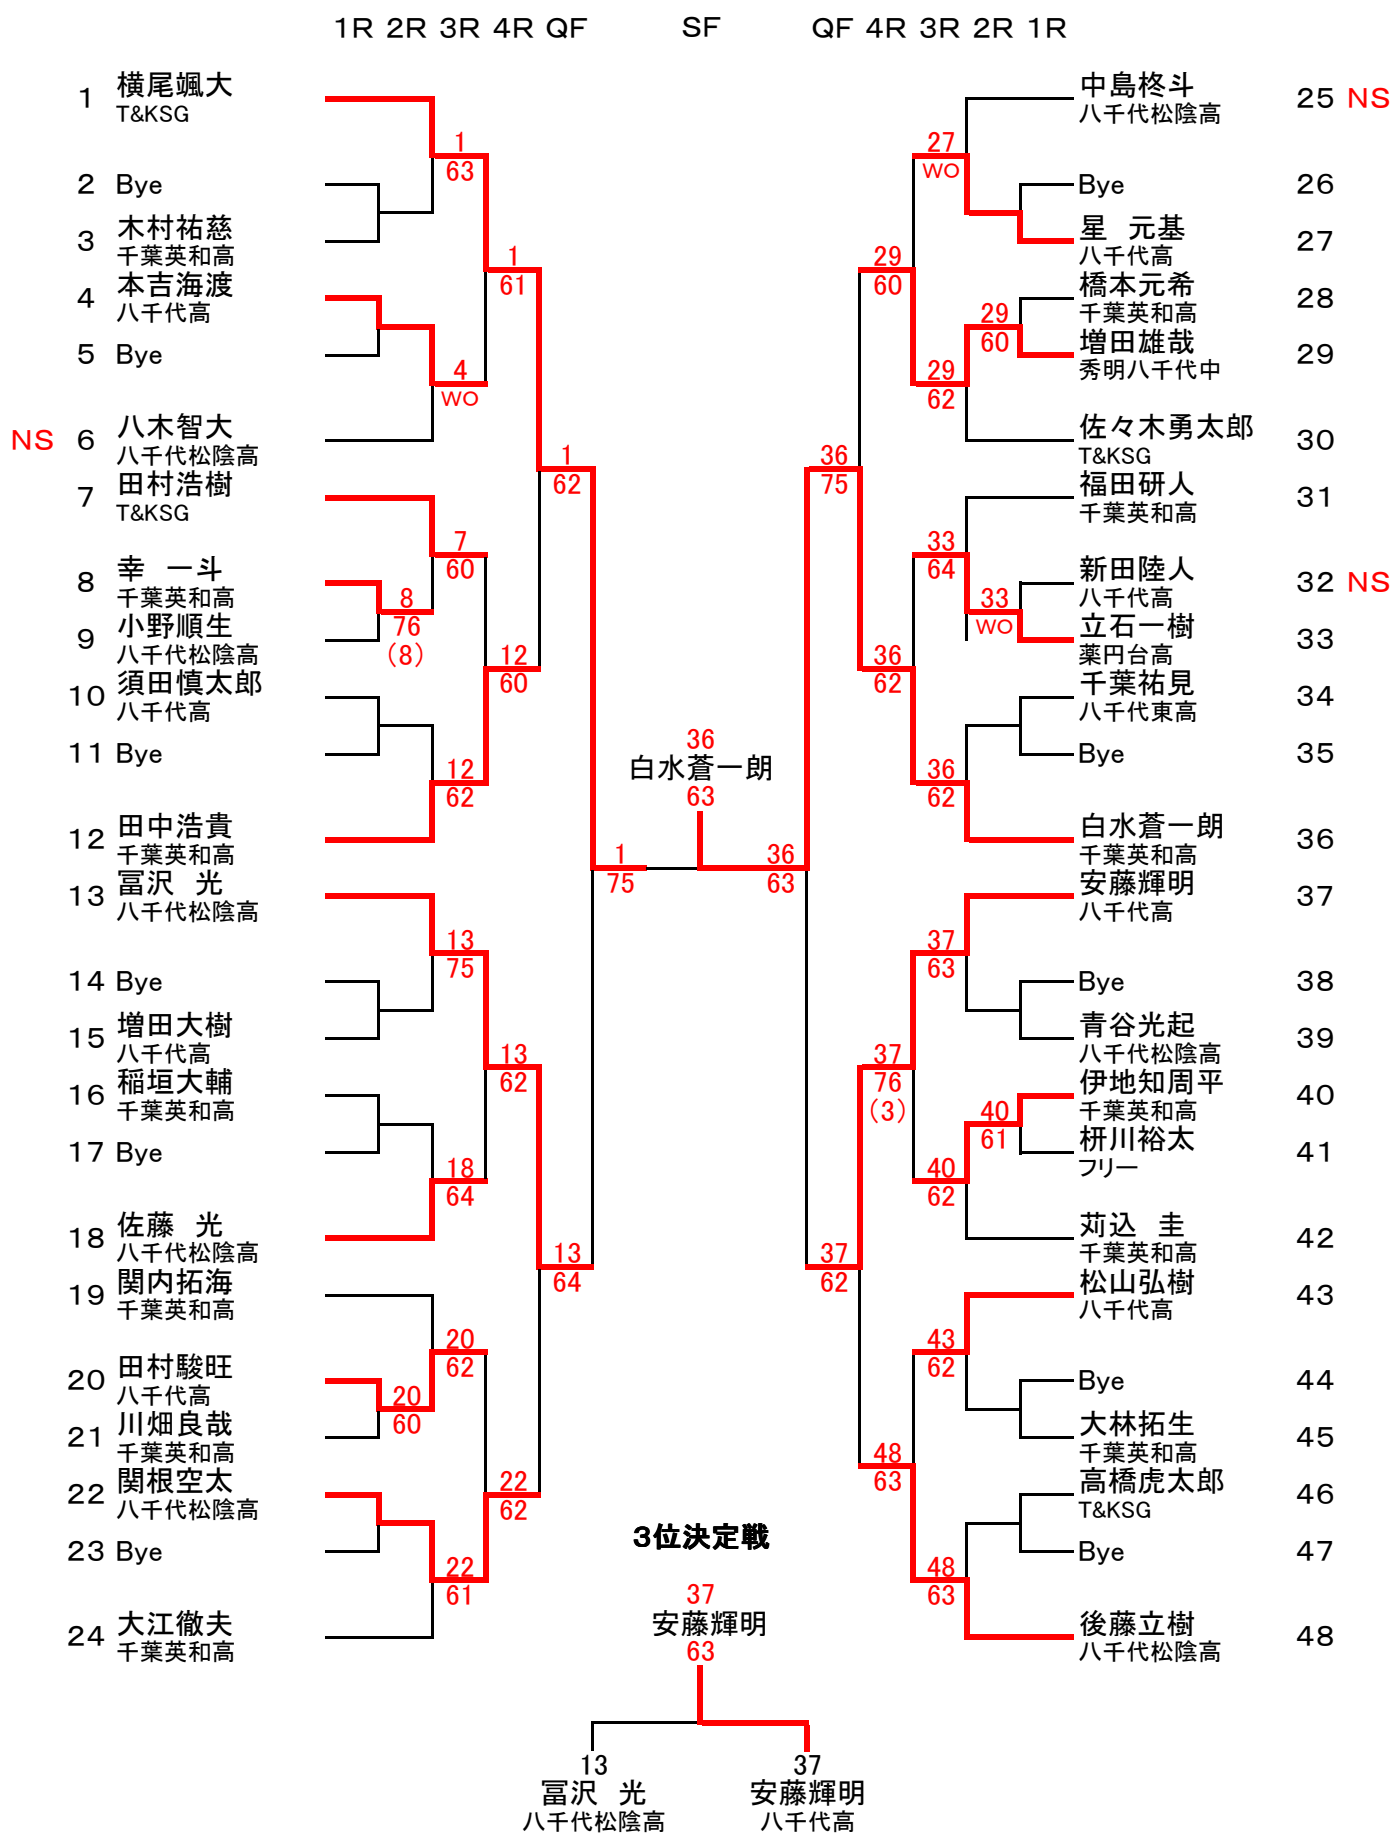 1R 2R 3R 4R QF SF QF 4R 3R 2R 1R
1 横尾颯大
T&KSG
2 Bye
3 木村祐慈
千葉英和高
4 本吉海渡
八千代高
5 Bye
NS 6 八木智大
八千代松陰高
7 田村浩樹
T&KSG
8 幸 一斗
千葉英和高
9 小野順生
八千代松陰高
10 須田慎太郎
八千代高
11 Bye
12 田中浩貴
千葉英和高
13 冨沢 光
八千代松陰高
14 Bye
15 増田大樹
八千代高
16 稲垣大輔
千葉英和高
17 Bye
18 佐藤 光
八千代松陰高
19 関内拓海
千葉英和高
20 田村駿旺
八千代高
21 川畑良哉
千葉英和高
22 関根空太
八千代松陰高
23 Bye
24 大江徹夫
千葉英和高
8
76
(8)
20
60
1
63
4
WO
7
60
12
62
13
75
18
64
20
62
22
61
1
61
12
60
13
62
22
62
1
62
13
64
1
75
36
白水蒼一朗
63
36
63
36
75
37
62
29
60
36
62
37
76
(3)
48
63
27
WO
29
62
33
64
36
62
37
63
40
62
43
62
48
63
29
60
33
WO
40
61
中島柊斗 25 NS
八千代松陰高
Bye 26
星 元基 27
八千代高
橋本元希 28
千葉英和高
増田雄哉 29
秀明八千代中
佐々木勇太郎 30
T&KSG
福田研人 31
千葉英和高
新田陸人 32 NS
八千代高
立石一樹 33
薬円台高
千葉祐見 34
八千代東高
Bye 35
白水蒼一朗 36
千葉英和高
安藤輝明 37
八千代高
Bye 38
青谷光起 39
八千代松陰高
伊地知周平 40
千葉英和高
枡川裕太 41
フリー
苅込 圭 42
千葉英和高
松山弘樹 43
八千代高
Bye 44
大林拓生 45
千葉英和高
高橋虎太郎 46
T&KSG
Bye 47
後藤立樹 48
八千代松陰高
3位決定戦
37
安藤輝明
63
13 37
冨沢 光 安藤輝明
八千代松陰高 八千代高